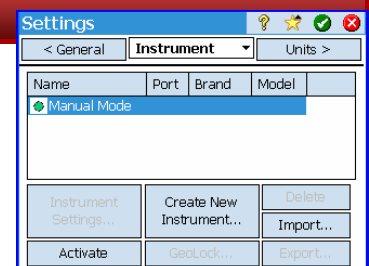 Settings
< General Instrument Units >
Name Port Brand Model
Manual Mode
Instrument Settings... Create New Instrument... Delete
Import...
Activate GeoLock... Export...